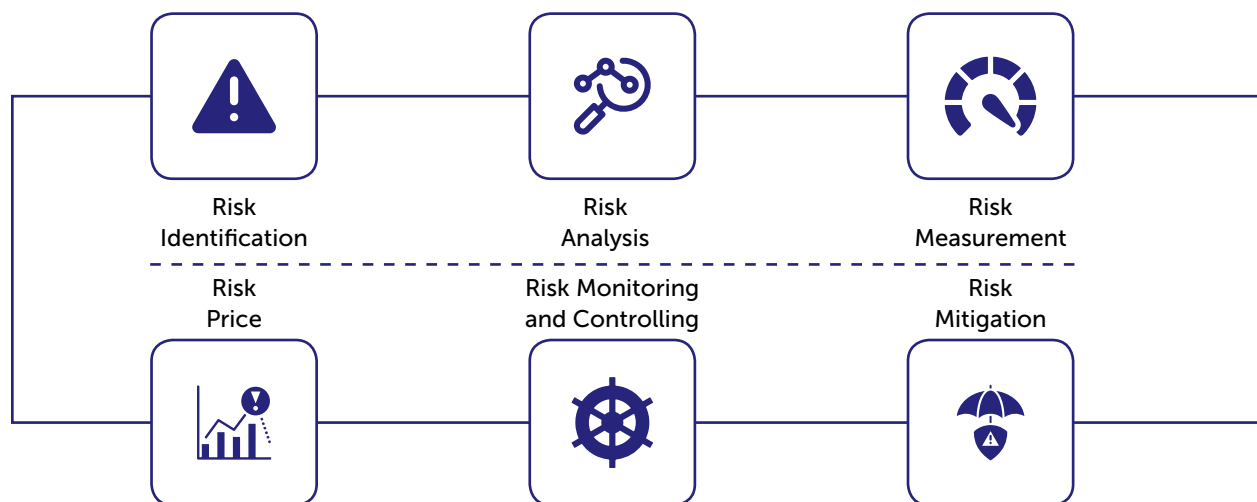 Risk
Identification
Risk
Analysis
Risk
Measurement
Risk
Price
Risk Monitoring
and Controlling
Risk
Mitigation